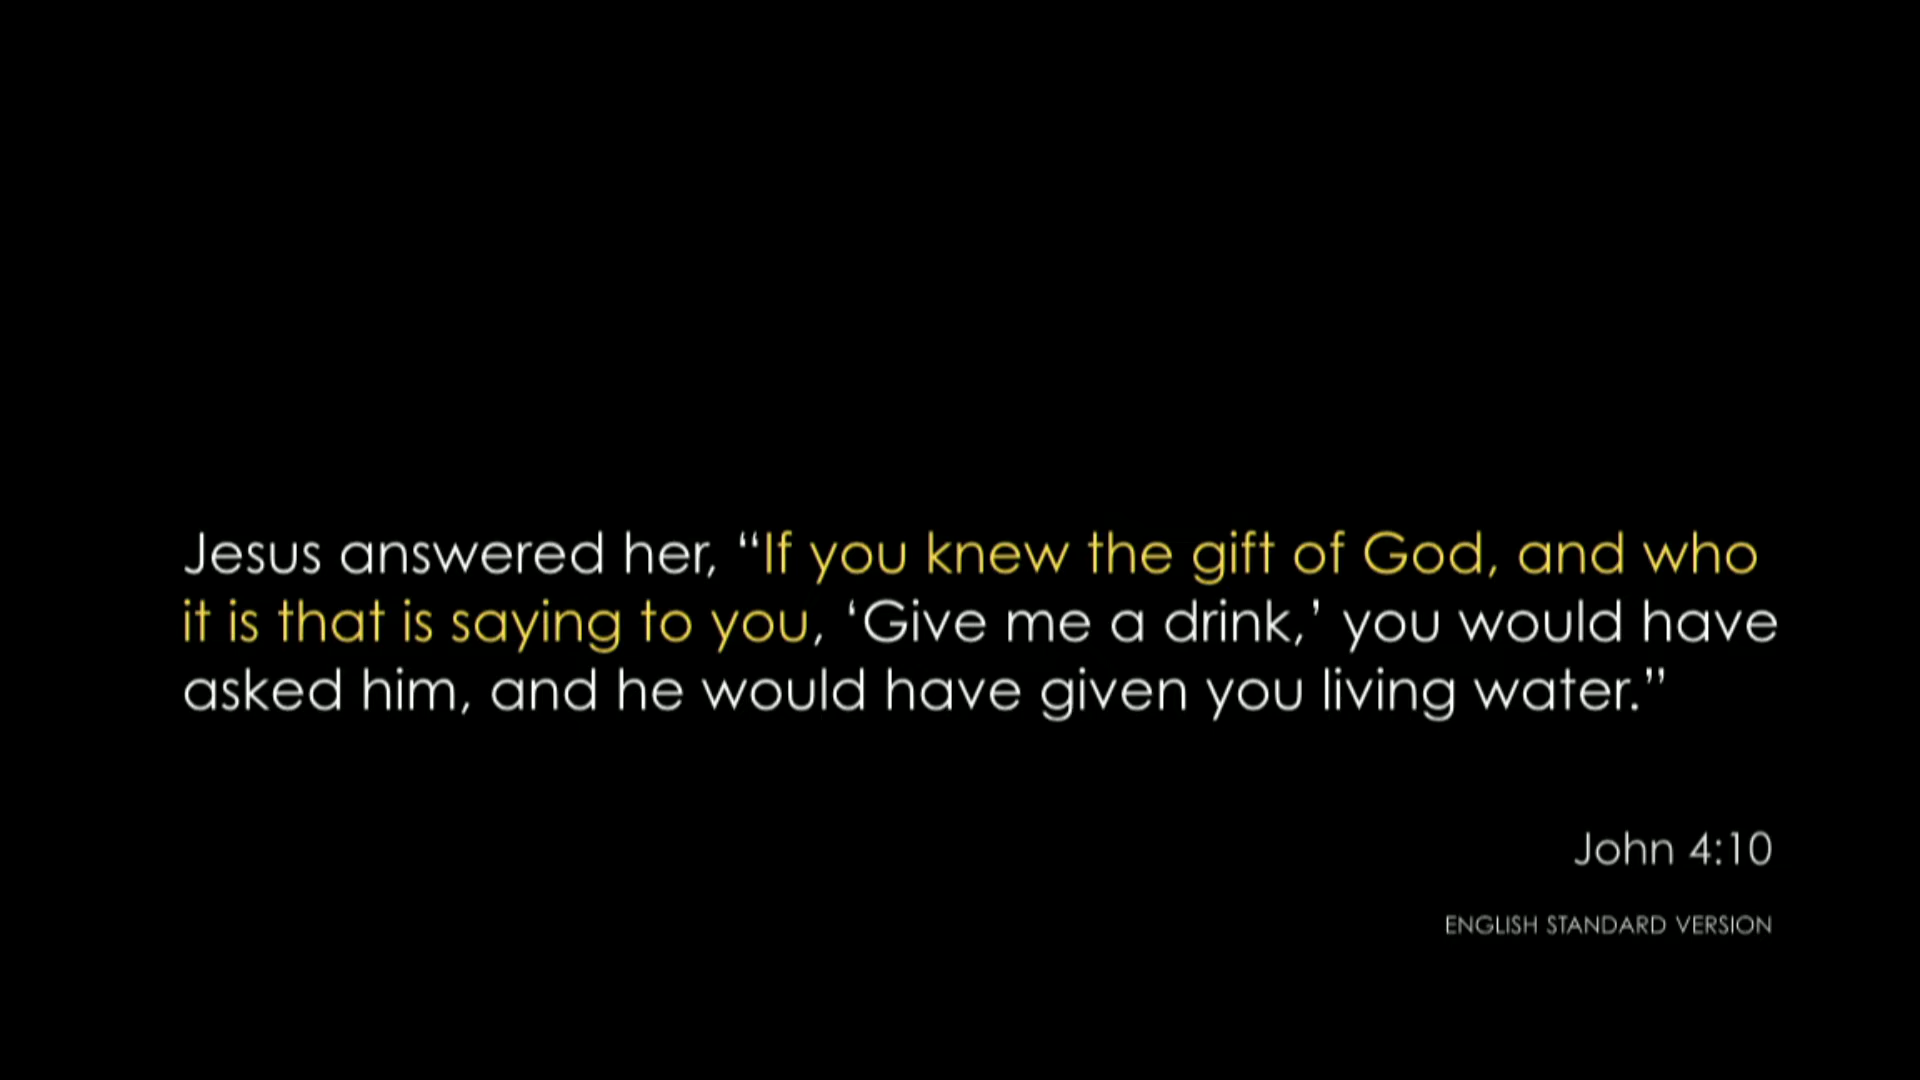 Jesus answered her, “If you knew the gift of God, and who
it is that is saying to you, ‘Give me a drink,’ you would have
asked him, and he would have given you living water.”
John 4:10
ENGLISH STANDARD VERSION